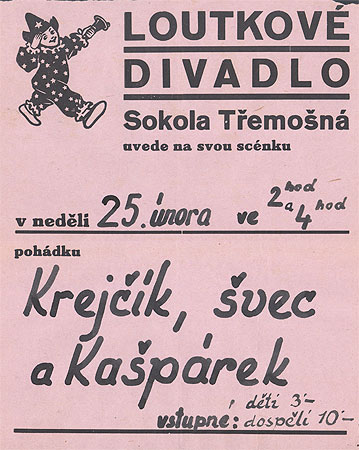 LOUTKOVÉ
DIVADLO
Sokola Třemošná
uvede na svou scénku
v neděli 25. února ve 2 hod a 4 hod
pohádku
Krejčík, švec
a Kašpárek
vstupné: děti 3'-
dospělí 10'-